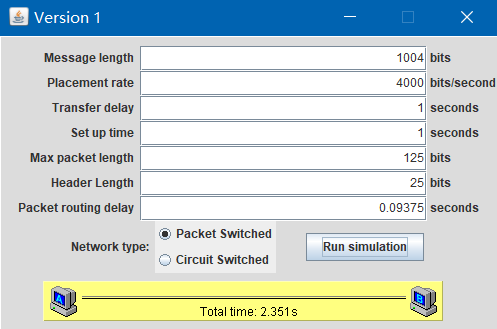 Version 1
Message length 1004 bits
Placement rate 4000 bits/second
Transfer delay 1 seconds
Set up time 1 seconds
Max packet length 125 bits
Header Length 25 bits
Packet routing delay 0.09375 seconds
Network type: Packet Switched Run simulation
Circuit Switched
A B
Total time: 2.351s